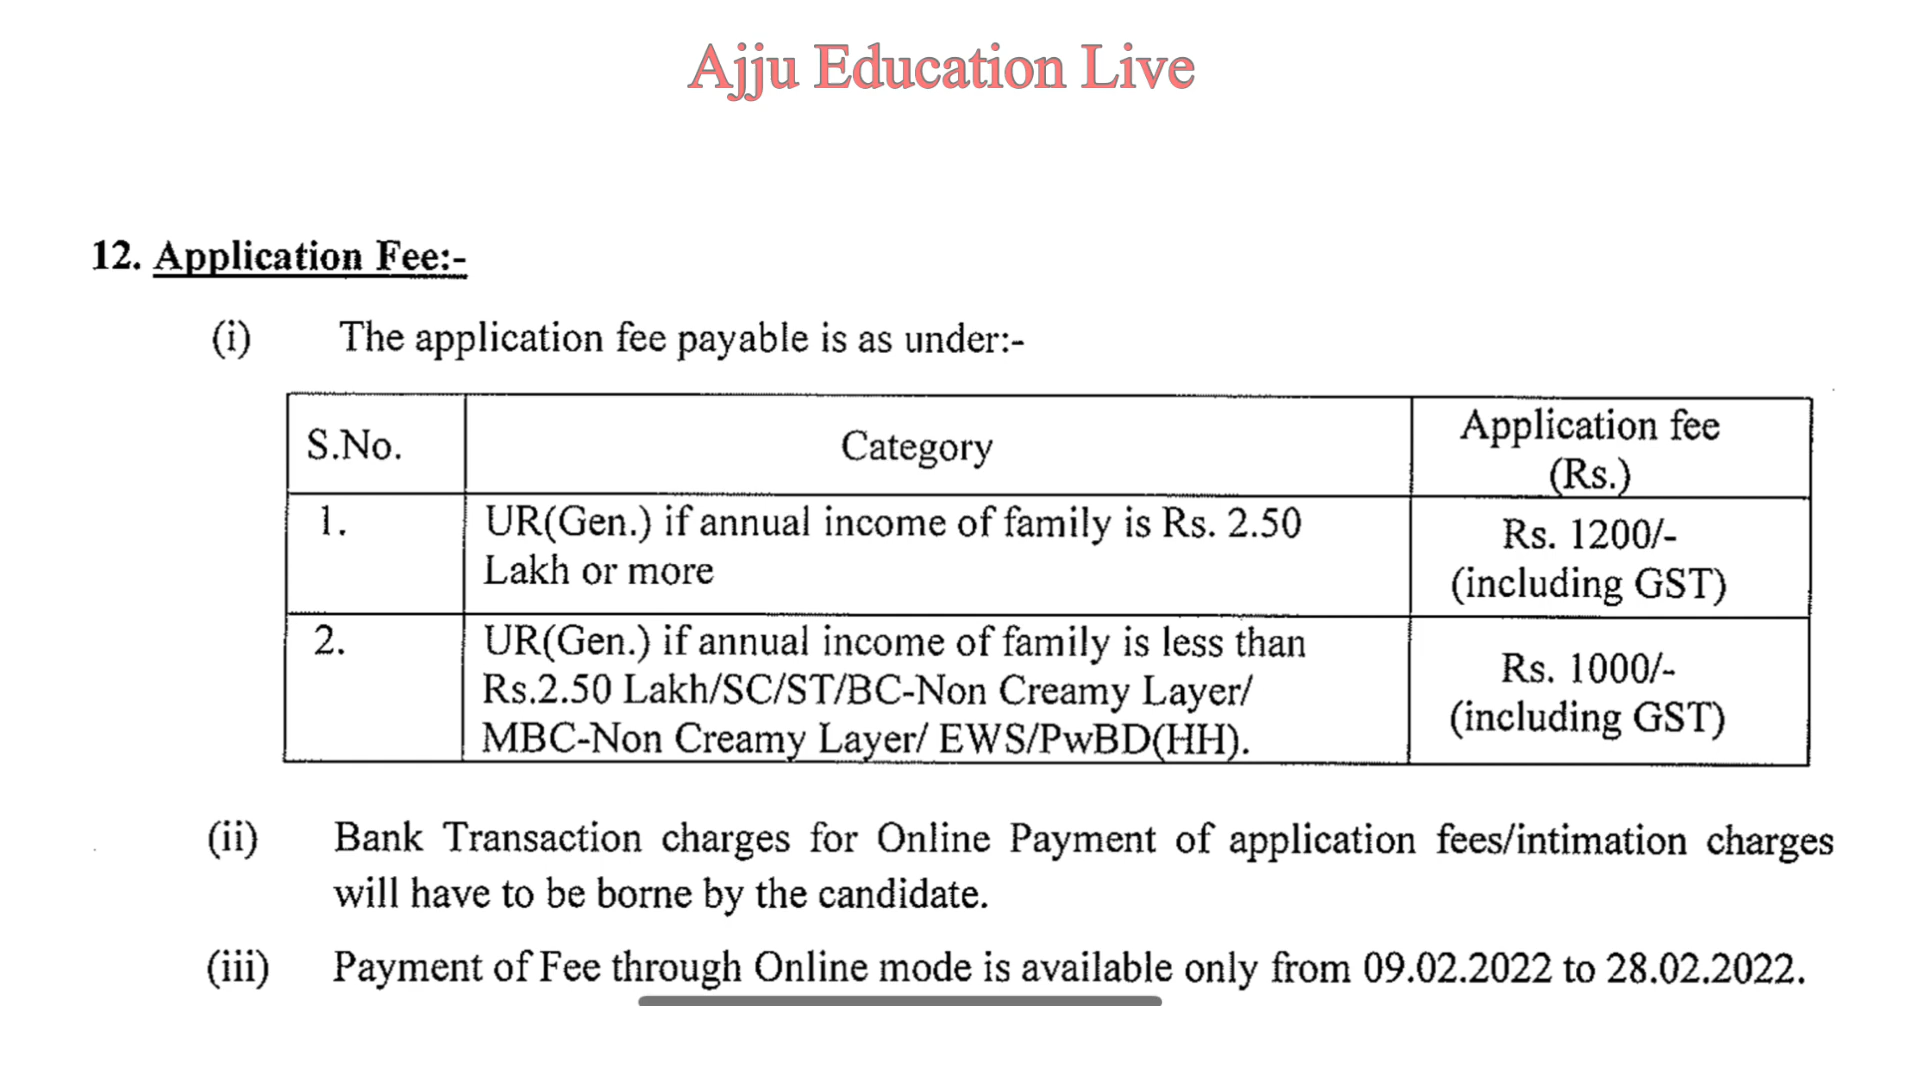 Ajju Education Live
12. Application Fee:-
(i) The application fee payable is as under:-
S.No. Category Application fee
(Rs.)
1. UR(Gen.) if annual income of family is Rs. 2.50
Lakh or more
Rs. 1200/-
(including GST)
2. UR(Gen.) if annual income of family is less than
Rs.2.50 Lakh/SC/ST/BC-Non Creamy Layer/
MBC-Non Creamy Layer/ EWS/PwBD(HH).
Rs. 1000/-
(including GST)
(ii) Bank Transaction charges for Online Payment of application fees/intimation charges
will have to be borne by the candidate.
(iii) Payment of Fee through Online mode is available only from 09.02.2022 to 28.02.2022.